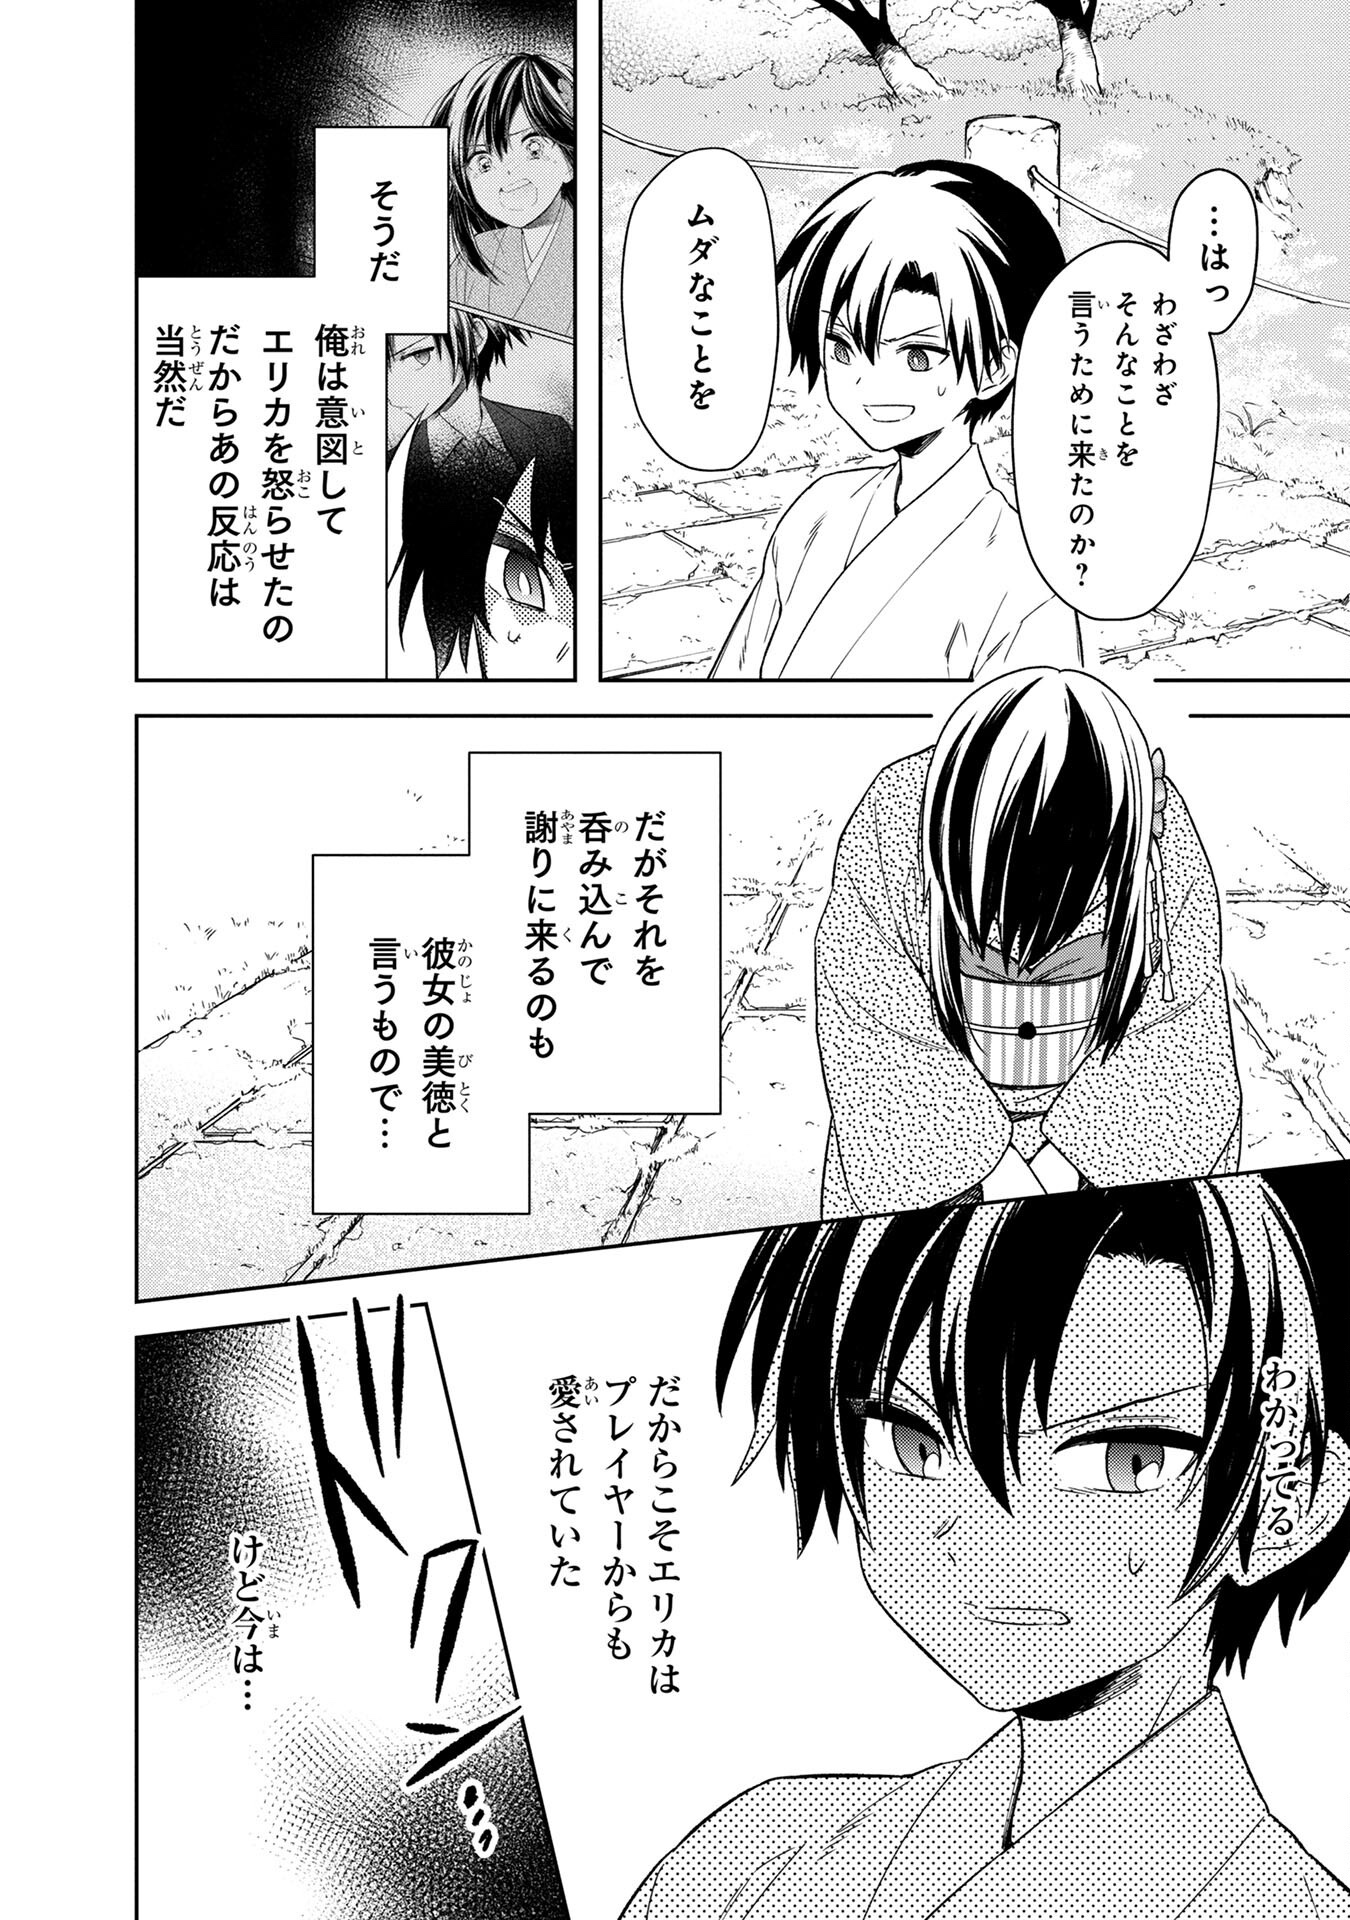 …はっ
わざわざ
そんなことを
言うために来たのか？
ムダなことを
そうだ
俺は意図して
エリカを怒らせたの
だからあの反応は
当然だ
だがそれを
呑み込んで
謝りに来るのも
彼女の美徳と
言うもので…
わかってる
だからこそエリカは
プレイヤーからも
愛されていた
ドクン…
けど今は…